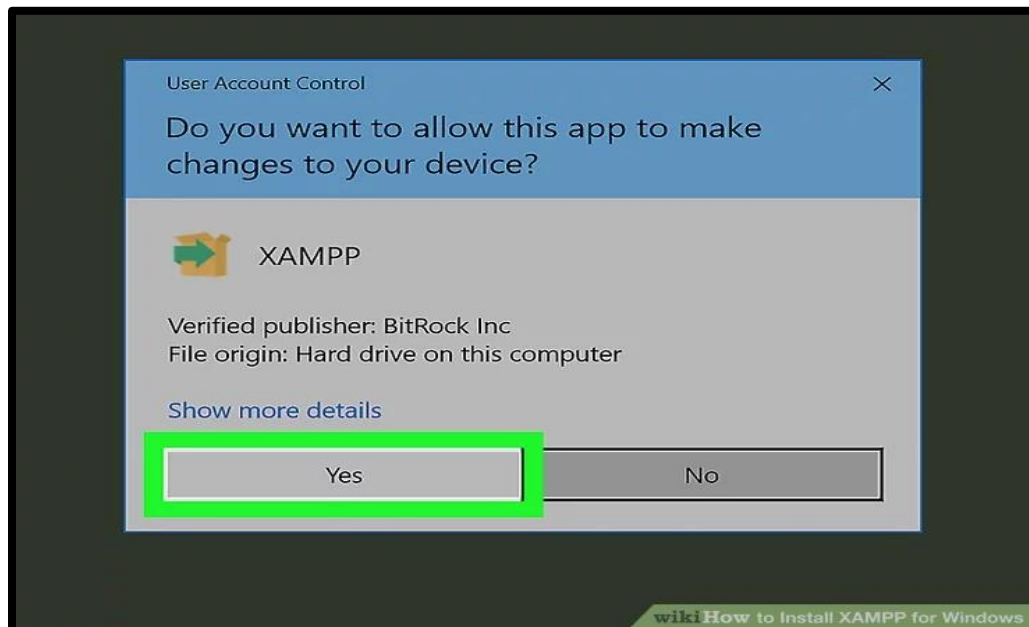 User Account Control
Do you want to allow this app to make
changes to your device?
XAMPP
Verified publisher: BitRock Inc
File origin: Hard drive on this computer
Show more details
Yes
No
wikiHow to Install XAMPP for Windows